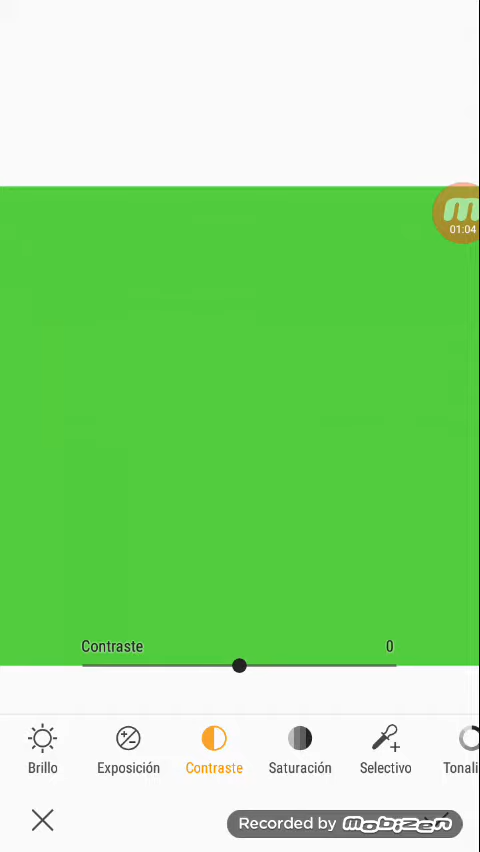 01:04
Contraste 0
Brillo Exposición Contraste Saturación Selectivo Tonali
Recorded by mobizen